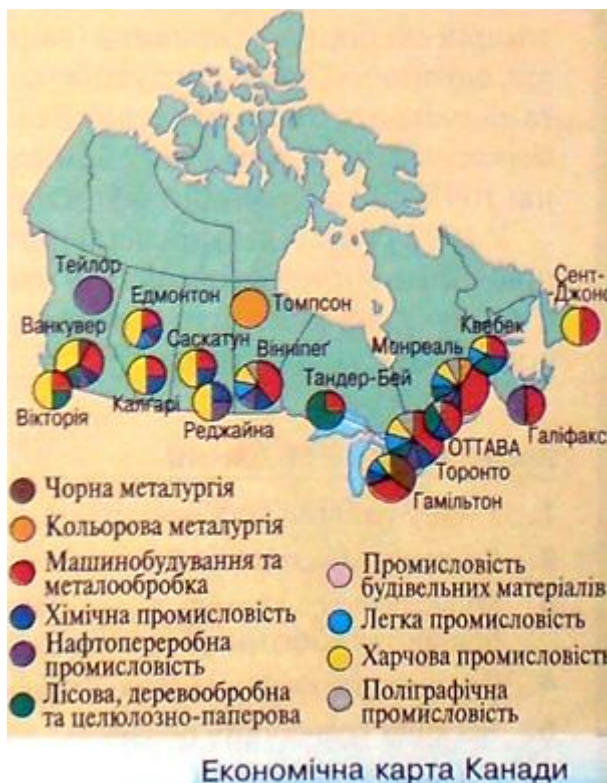 Тейлор
Едмонтон
Томпсон
Сент-
-Джонс
Ванкувер
Саскатун
Вінніпеґ
Квебек
Монреаль
Тандер-Бей
Вікторія
Калгарі
Реджайна
ОТТАВА
Галіфакс
Торонто
Гамільтон
Чорна металургія
Кольорова металургія
Машинобудування та
металообробка
Хімічна промисловість
Нафтопереробна
промисловість
Лісова, деревообробна
та целюлозно-паперова
Промисловість
будівельних матеріалів
Легка промисловість
Харчова промисловість
Поліграфічна
промисловість
Економічна карта Канади